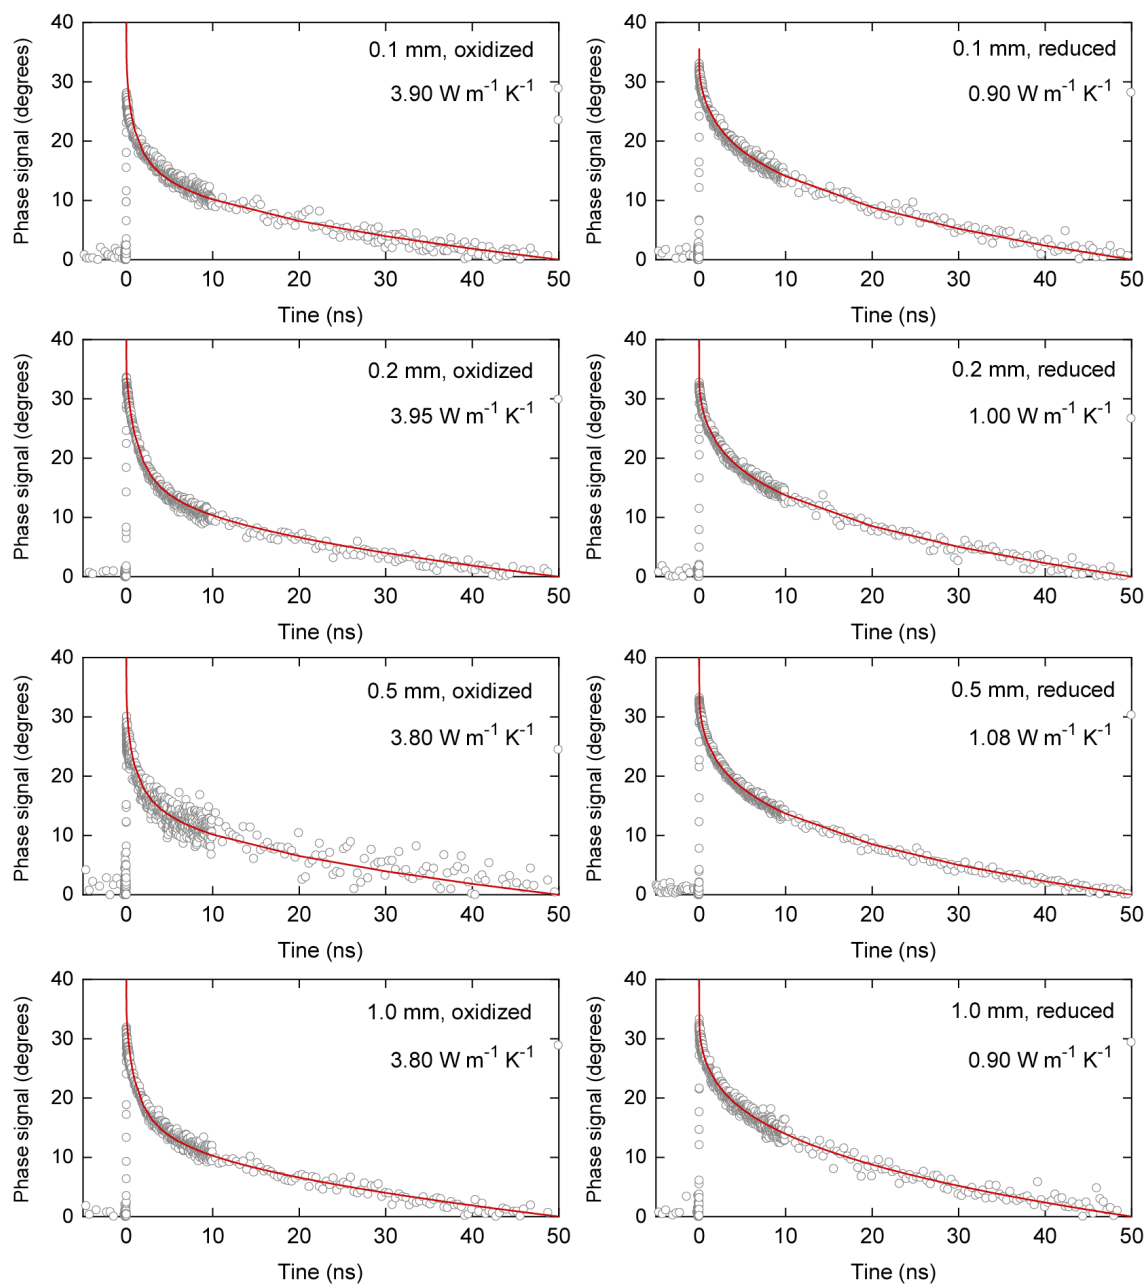 40
30
20
10
0
0 10 20 30 40 50
Phase signal (degrees)
Tine (ns)
0.1 mm, oxidized
3.90 W m⁻¹ K⁻¹
40
30
20
10
0
0 10 20 30 40 50
Phase signal (degrees)
Tine (ns)
0.1 mm, reduced
0.90 W m⁻¹ K⁻¹
40
30
20
10
0
0 10 20 30 40 50
Phase signal (degrees)
Tine (ns)
0.2 mm, oxidized
3.95 W m⁻¹ K⁻¹
40
30
20
10
0
0 10 20 30 40 50
Phase signal (degrees)
Tine (ns)
0.2 mm, reduced
1.00 W m⁻¹ K⁻¹
40
30
20
10
0
0 10 20 30 40 50
Phase signal (degrees)
Tine (ns)
0.5 mm, oxidized
3.80 W m⁻¹ K⁻¹
40
30
20
10
0
0 10 20 30 40 50
Phase signal (degrees)
Tine (ns)
0.5 mm, reduced
1.08 W m⁻¹ K⁻¹
40
30
20
10
0
0 10 20 30 40 50
Phase signal (degrees)
Tine (ns)
1.0 mm, oxidized
3.80 W m⁻¹ K⁻¹
40
30
20
10
0
0 10 20 30 40 50
Phase signal (degrees)
Tine (ns)
1.0 mm, reduced
0.90 W m⁻¹ K⁻¹